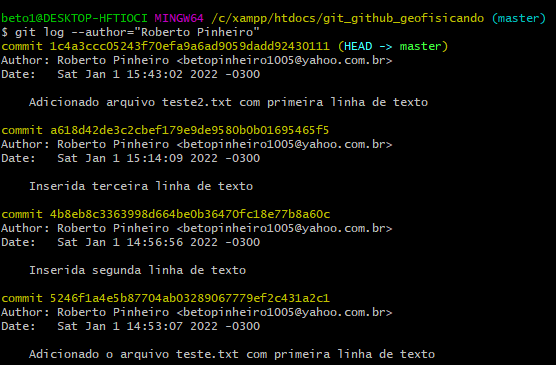 beto1@DESKTOP-HFTIOCI MINGW64 /c/xampp/htdocs/git_github_geofisicando (master)
$ git log --author="Roberto Pinheiro"
commit 1c4a3ccc05243f70efa9a6ad9059dadd92430111 (HEAD -> master)
Author: Roberto Pinheiro <betopinheiro1005@yahoo.com.br>
Date:   Sat Jan 1 15:43:02 2022 -0300
Adicionado arquivo teste2.txt com primeira linha de texto
commit a618d42de3c2cbef179e9de9580b0b01695465f5
Author: Roberto Pinheiro <betopinheiro1005@yahoo.com.br>
Date:   Sat Jan 1 15:14:09 2022 -0300
Inserida terceira linha de texto
commit 4b8eb8c3363998d664be0b36470fc18e77b8a60c
Author: Roberto Pinheiro <betopinheiro1005@yahoo.com.br>
Date:   Sat Jan 1 14:56:56 2022 -0300
Inserida segunda linha de texto
commit 5246f1a4e5b87704ab03289067779ef2c431a2c1
Author: Roberto Pinheiro <betopinheiro1005@yahoo.com.br>
Date:   Sat Jan 1 14:53:07 2022 -0300
Adicionado o arquivo teste.txt com primeira linha de texto